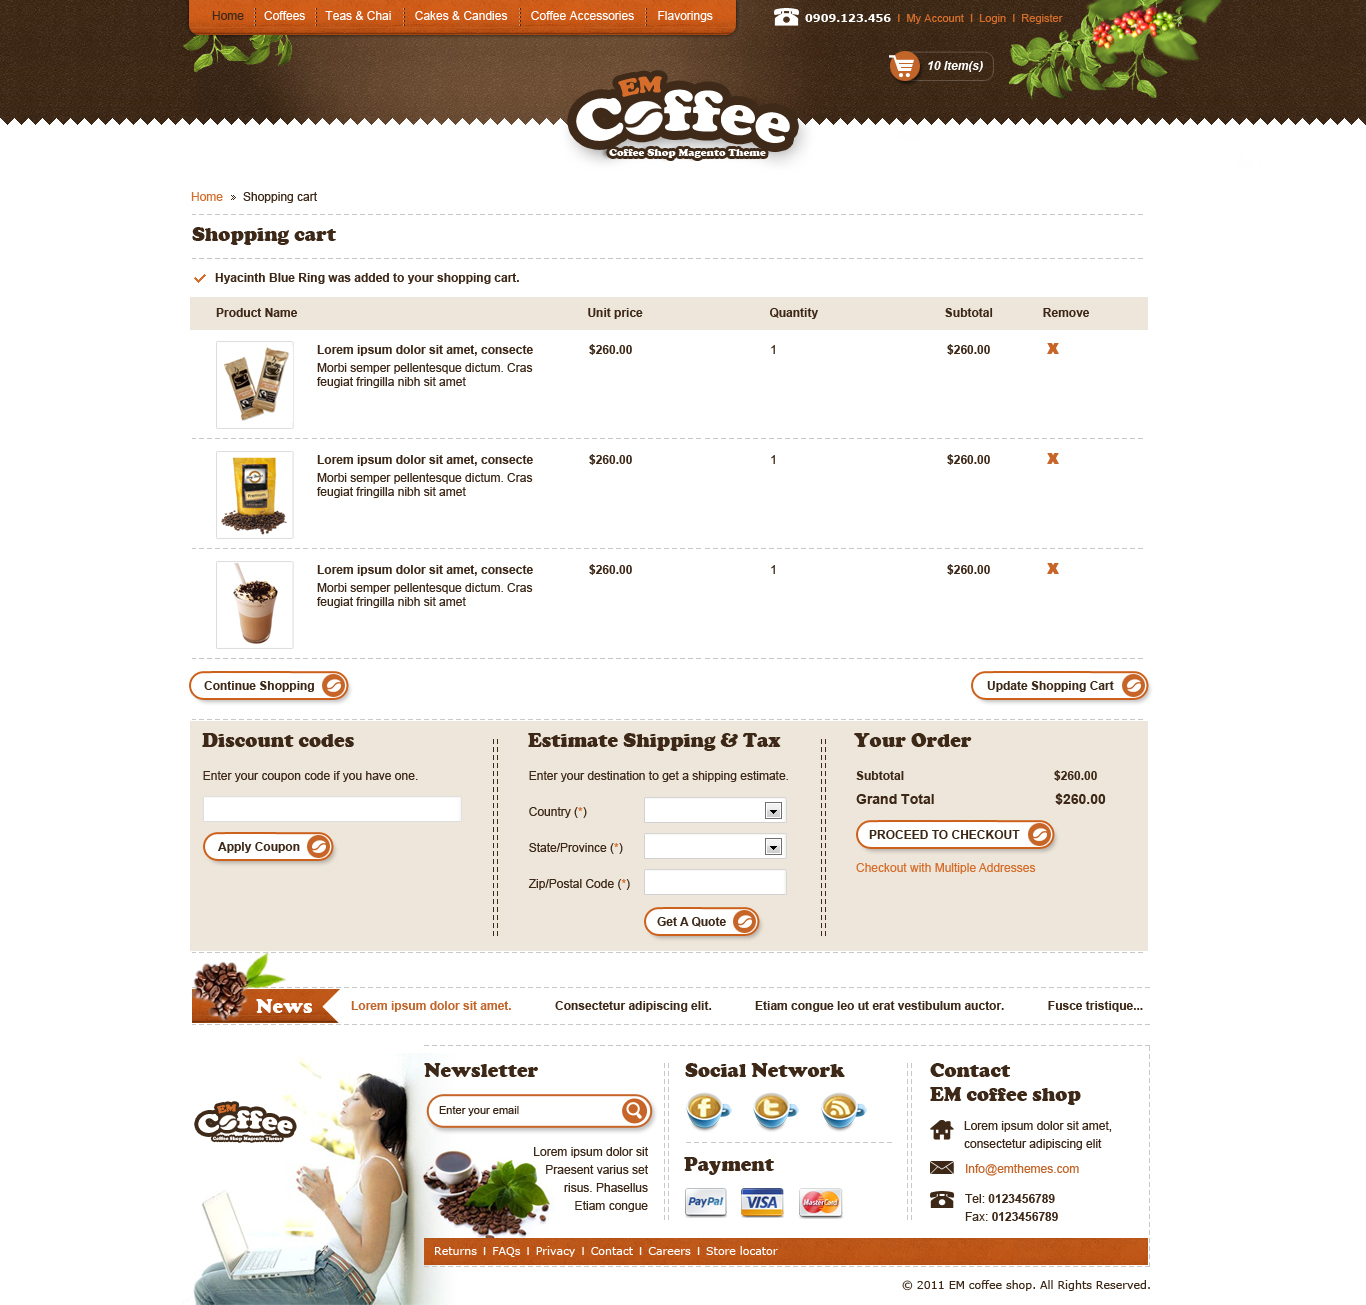 Home Coffees Teas & Chai Cakes & Candies Coffee Accessories Flavorings
0909.123.456 | My Account | Login | Register
10 Item(s)
EM
Coffee
Coffee Shop Magento Theme
Home » Shopping cart
Shopping cart
Hyacinth Blue Ring was added to your shopping cart.
Product Name Unit price Quantity Subtotal Remove
Lorem ipsum dolor sit amet, consecte $260.00 1 $260.00 X
Morbi semper pellentesque dictum. Cras
feugiat fringilla nibh sit amet
Lorem ipsum dolor sit amet, consecte $260.00 1 $260.00 X
Morbi semper pellentesque dictum. Cras
feugiat fringilla nibh sit amet
Premium
Lorem ipsum dolor sit amet, consecte $260.00 1 $260.00 X
Morbi semper pellentesque dictum. Cras
feugiat fringilla nibh sit amet
Continue Shopping
Update Shopping Cart
Discount codes
Enter your coupon code if you have one.
Apply Coupon
Estimate Shipping & Tax
Enter your destination to get a shipping estimate.
Country (*)
State/Province (*)
Zip/Postal Code (*)
Get A Quote
Your Order
Subtotal $260.00
Grand Total $260.00
PROCEED TO CHECKOUT
Checkout with Multiple Addresses
News
Lorem ipsum dolor sit amet. Consectetur adipiscing elit. Etiam congue leo ut erat vestibulum auctor. Fusce tristique...
EM
Coffee
Coffee Shop Magento Theme
Newsletter
Enter your email
Lorem ipsum dolor sit
Praesent varius set
risus. Phasellus
Etiam congue
Social Network
Payment
PayPal VISA MasterCard
Contact
EM coffee shop
Lorem ipsum dolor sit amet,
consectetur adipiscing elit
Info@emthemes.com
Tel: 0123456789
Fax: 0123456789
Returns | FAQs | Privacy | Contact | Careers | Store locator
© 2011 EM coffee shop. All Rights Reserved.